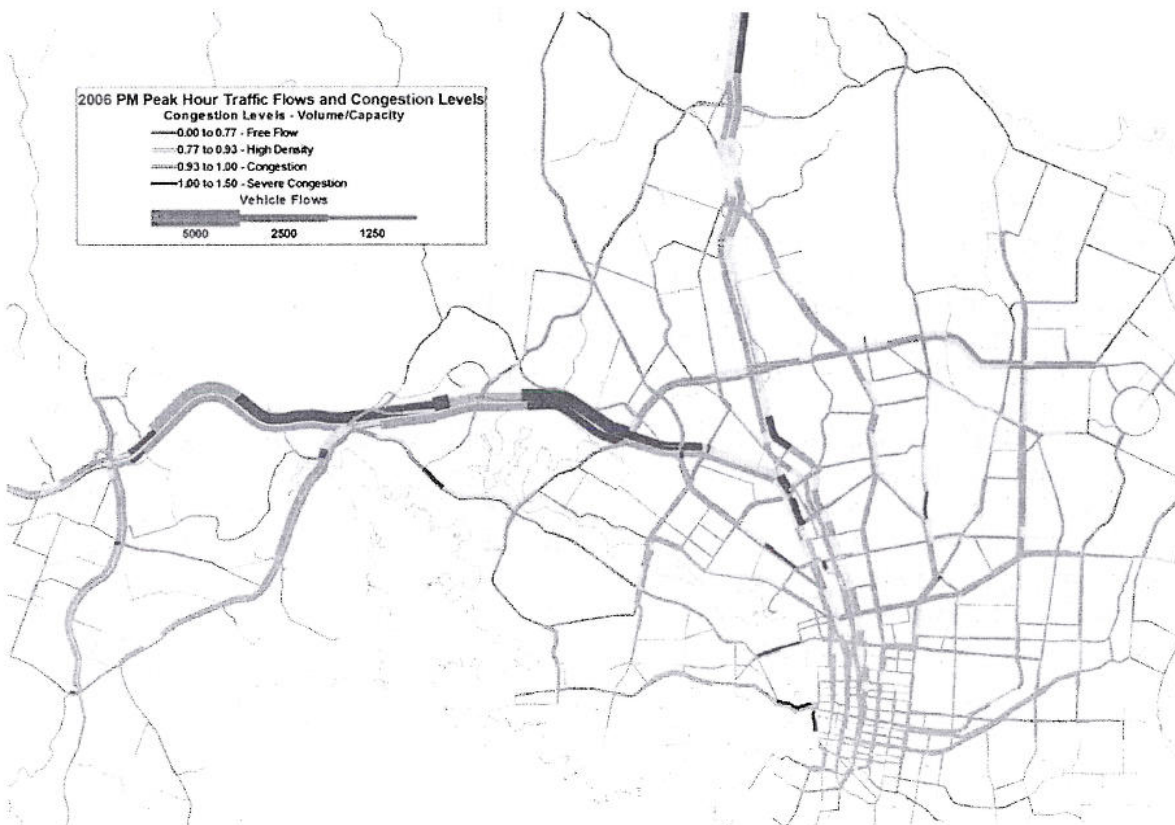 2006 PM Peak Hour Traffic Flows and Congestion Levels
Congestion Levels - Volume/Capacity
0.00 to 0.77 - Free Flow
0.77 to 0.93 - High Density
0.93 to 1.00 - Congestion
1.00 to 1.50 - Severe Congestion
Vehicle Flows
5000 2500 1250